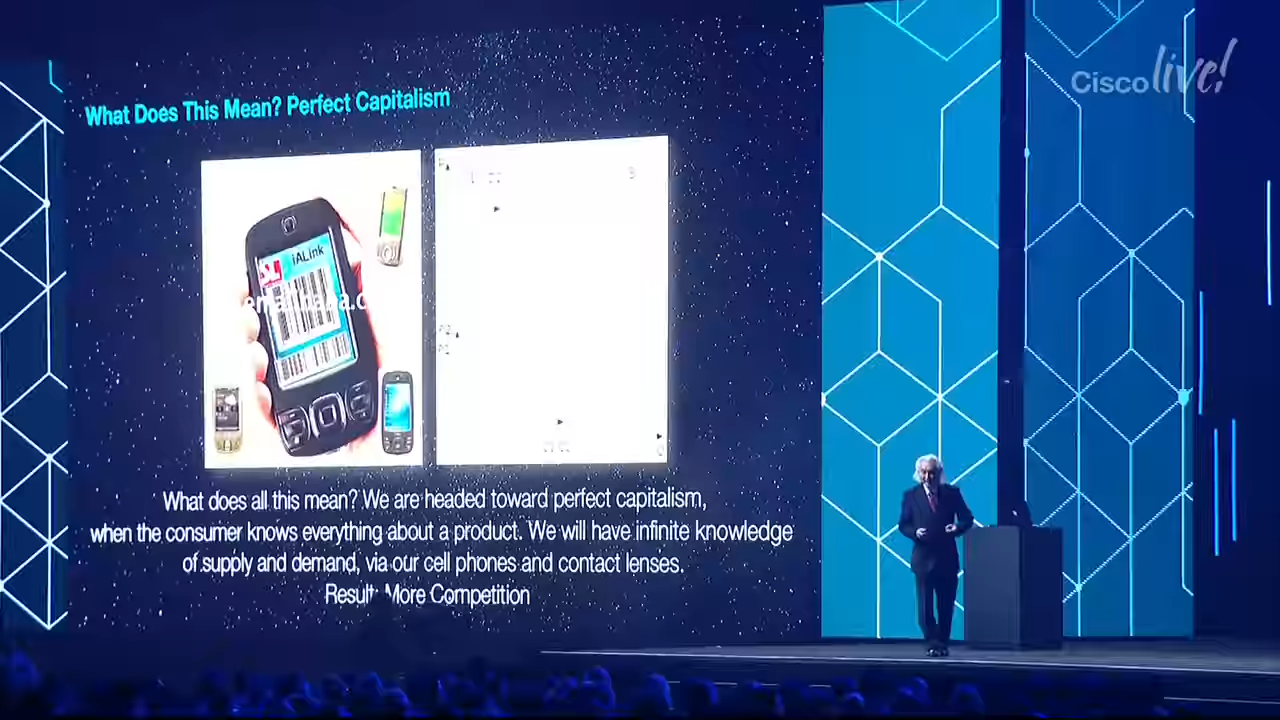 Cisco live!
What Does This Mean? Perfect Capitalism
iALink
What does all this mean? We are headed toward perfect capitalism,
when the consumer knows everything about a product. We will have infinite knowledge
of supply and demand, via our cell phones and contact lenses.
Result: More Competition